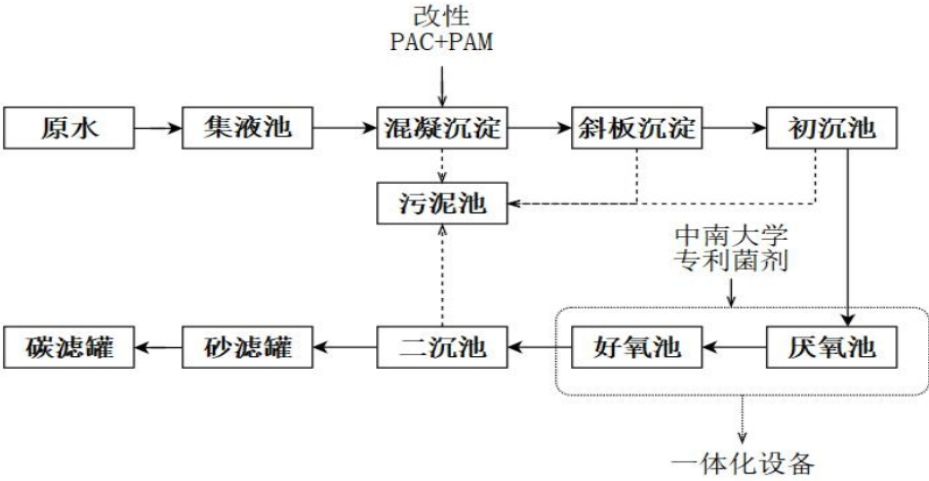 改性
PAC+PAM
原水
集液池
混凝沉淀
斜板沉淀
初沉池
污泥池
中南大学
专利菌剂
碳滤罐
砂滤罐
二沉池
好氧池
厌氧池
一体化设备